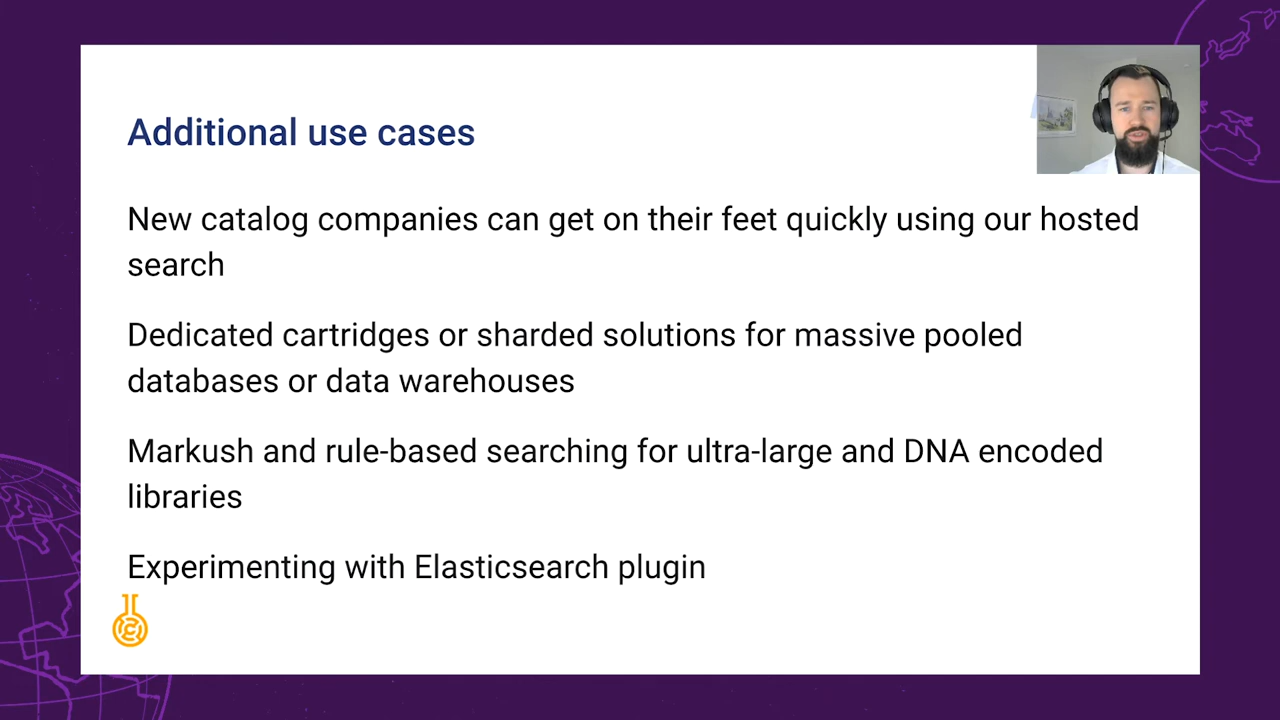 Additional use cases
New catalog companies can get on their feet quickly using our hosted
search
Dedicated cartridges or sharded solutions for massive pooled
databases or data warehouses
Markush and rule-based searching for ultra-large and DNA encoded
libraries
Experimenting with Elasticsearch plugin